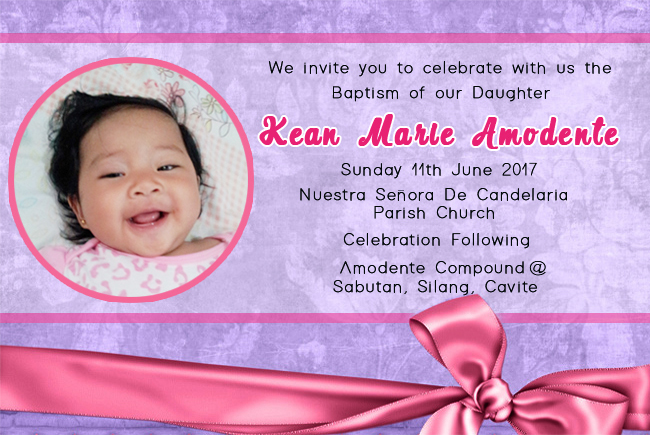 We invite you to celebrate with us the
Baptism of our Daughter
Kean Marie Amodente
Sunday 11th June 2017
Nuestra Señora De Candelaria
Parish Church
Celebration Following
Amodente Compound@
Sabutan, Silang, Cavite